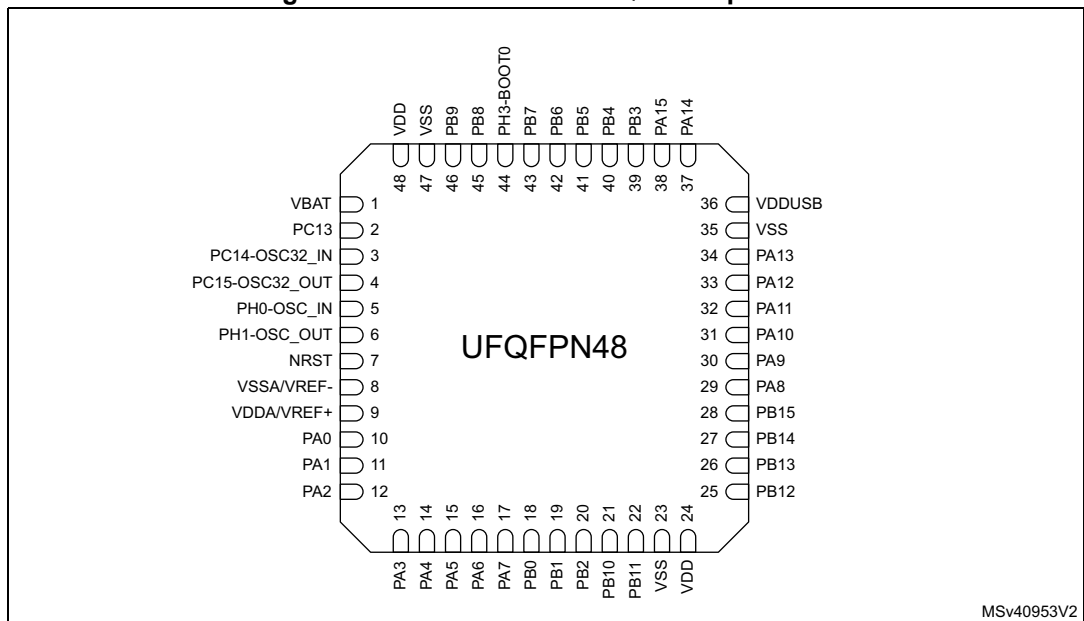 VDD
VSS
PB9
PB8
PH3-BOOT0
PB7
PB6
PB5
PB4
PB3
PA15
PA14
48
47
46
45
44
43
42
41
40
39
38
37
VBAT 1
PC13 2
PC14-OSC32_IN 3
PC15-OSC32_OUT 4
PH0-OSC_IN 5
PH1-OSC_OUT 6
NRST 7
VSSA/VREF- 8
VDDA/VREF+ 9
PA0 10
PA1 11
PA2 12
UFQFPN48
36 VDDUSB
35 VSS
34 PA13
33 PA12
32 PA11
31 PA10
30 PA9
29 PA8
28 PB15
27 PB14
26 PB13
25 PB12
13
14
15
16
17
18
19
20
21
22
23
24
PA3
PA4
PA5
PA6
PA7
PB0
PB1
PB2
PB10
PB11
VSS
VDD
MSv40953V2